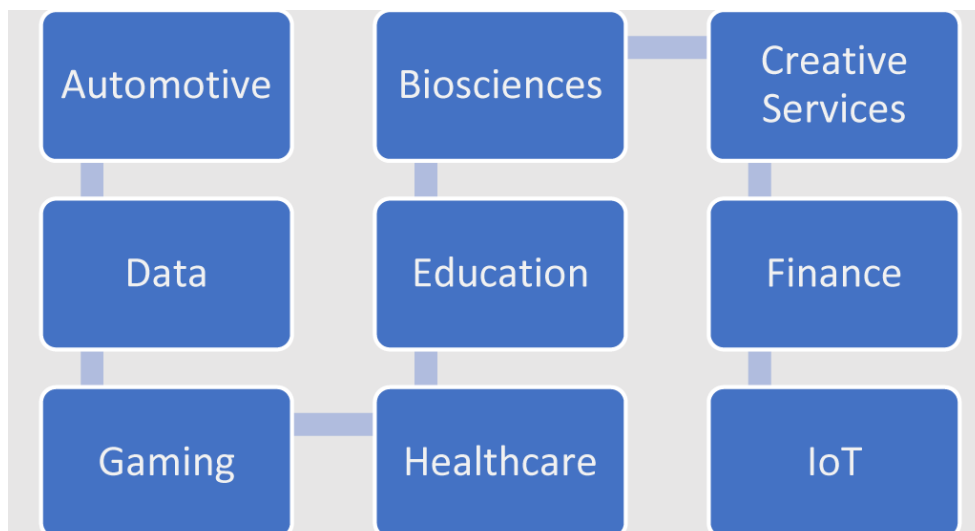 Automotive
Data
Gaming
Healthcare
Education
Biosciences
Creative
Services
Finance
IoT